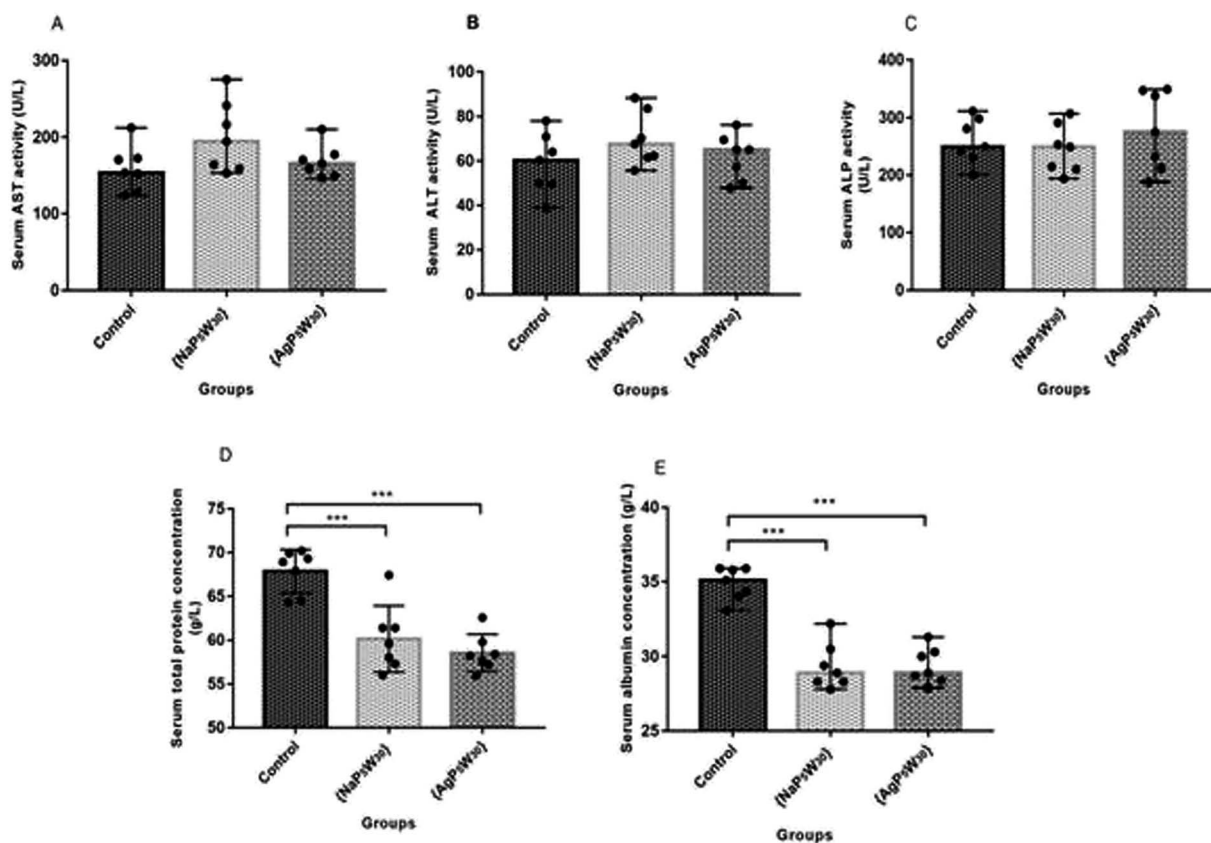 A
Serum AST activity (U/L)
300
200
100
0
Control
{NaP5W30}
{AgP5W30}
Groups
B
Serum ALT activity (U/L)
100
80
60
40
20
0
Control
{NaP5W30}
{AgP5W30}
Groups
C
Serum ALP activity
(U/L)
400
300
200
100
0
Control
{NaP5W30}
{AgP5W30}
Groups
D
Serum total protein concentration
(g/L)
75
70
65
60
55
50
***
***
Control
{NaP5W30}
{AgP5W30}
Groups
E
Serum albumin concentration (g/L)
40
35
30
25
***
***
Control
{NaP5W30}
{AgP5W30}
Groups